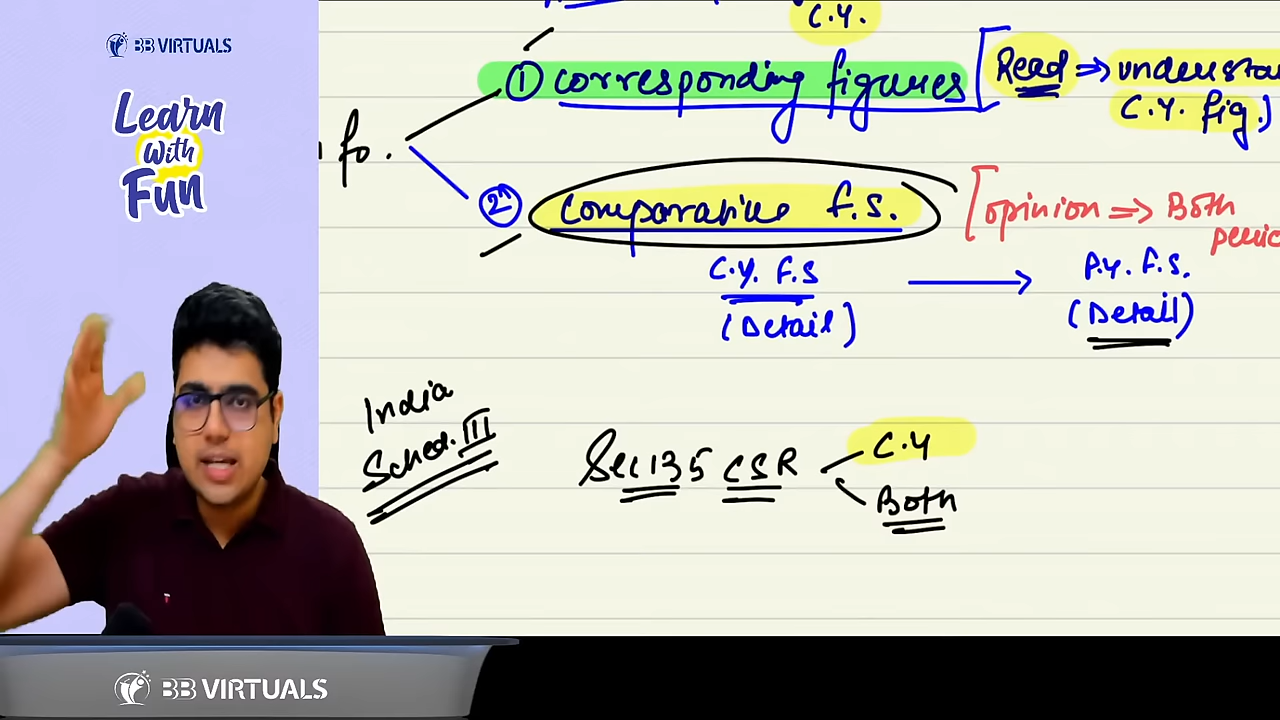 BB VIRTUALS
Learn
With
Fun
C.Y.
① corresponding figures
Read ⇒ understa
C.Y. fig.)
fo.
② comparative f.s.
[opinion ⇒ Both
C.Y. F.S → P.Y. F.S.
(Detail) (Detail)
India
Sched. III
Sec 135 CSR
C.Y
Both
BB VIRTUALS